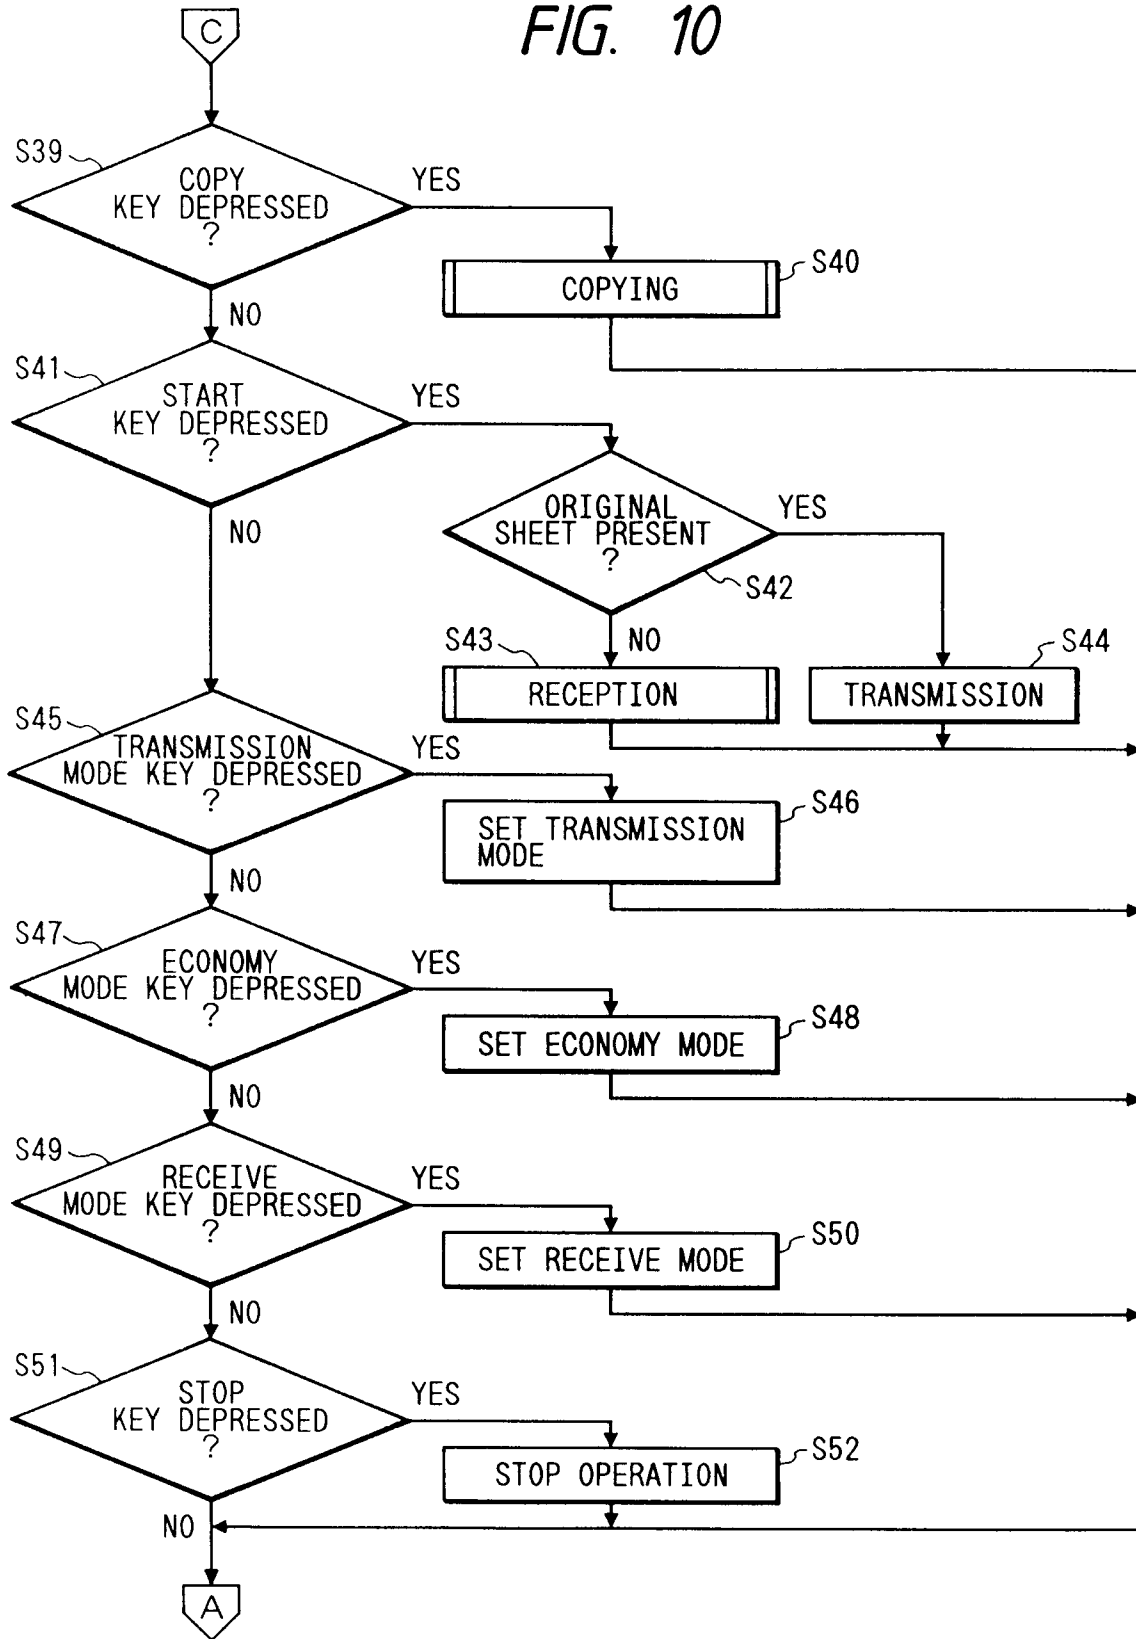 FIG. 10
C
S39
COPY
KEY DEPRESSED
?
YES
NO
COPYING
S40
S41
START
KEY DEPRESSED
?
YES
NO
ORIGINAL
SHEET PRESENT
?
YES
S42
NO
S43
RECEPTION
S44
TRANSMISSION
S45
TRANSMISSION
MODE KEY DEPRESSED
?
YES
NO
SET TRANSMISSION
MODE
S46
S47
ECONOMY
MODE KEY DEPRESSED
?
YES
NO
SET ECONOMY MODE
S48
S49
RECEIVE
MODE KEY DEPRESSED
?
YES
NO
SET RECEIVE MODE
S50
S51
STOP
KEY DEPRESSED
?
YES
NO
STOP OPERATION
S52
A